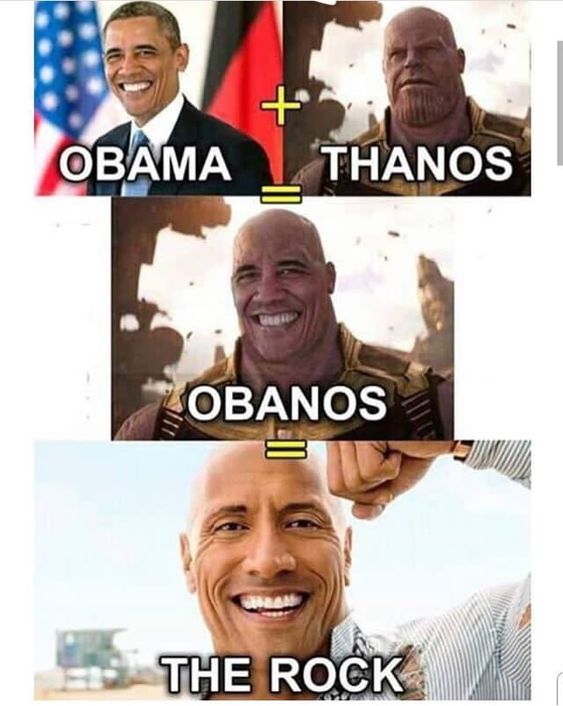 +
OBAMA THANOS
=
OBANOS
=
THE ROCK